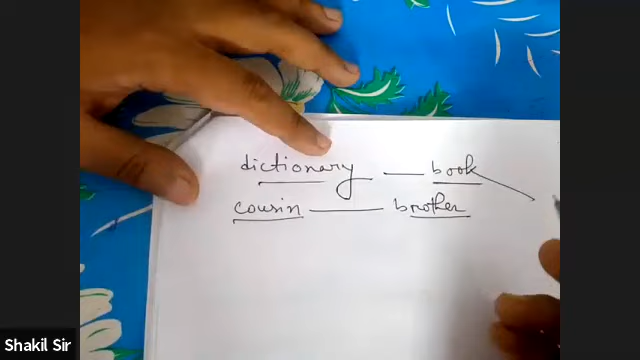 dictionary — book
cousin — brother
Shakil Sir